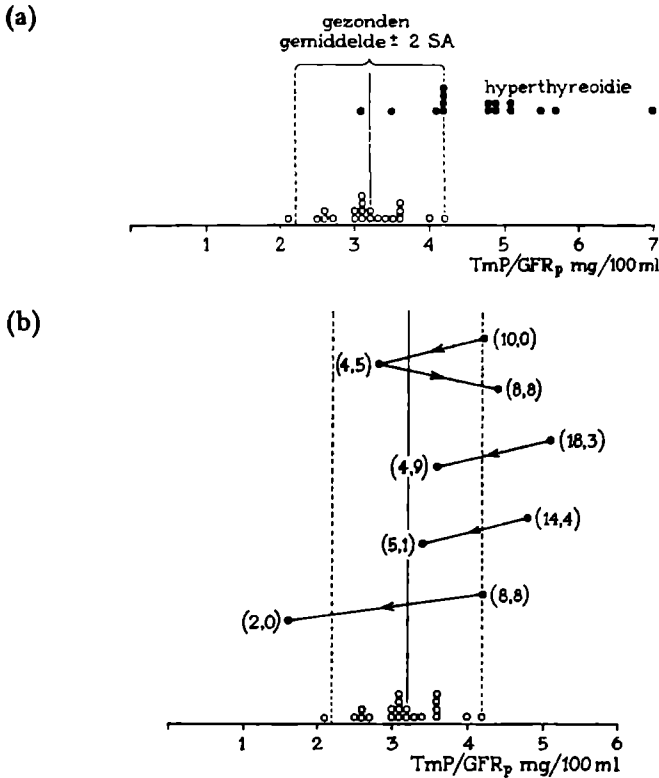 (a)
gezonden
gemiddelde ± 2 SA
hyperthyreoidie
1 2 3 4 5 6 7
TmP/GFRp mg/100 ml
(b)
(10,0)
(4,5)
(8,8)
(18,3)
(4,9)
(14,4)
(5,1)
(8,8)
(2,0)
1 2 3 4 5 6
TmP/GFRp mg/100 ml